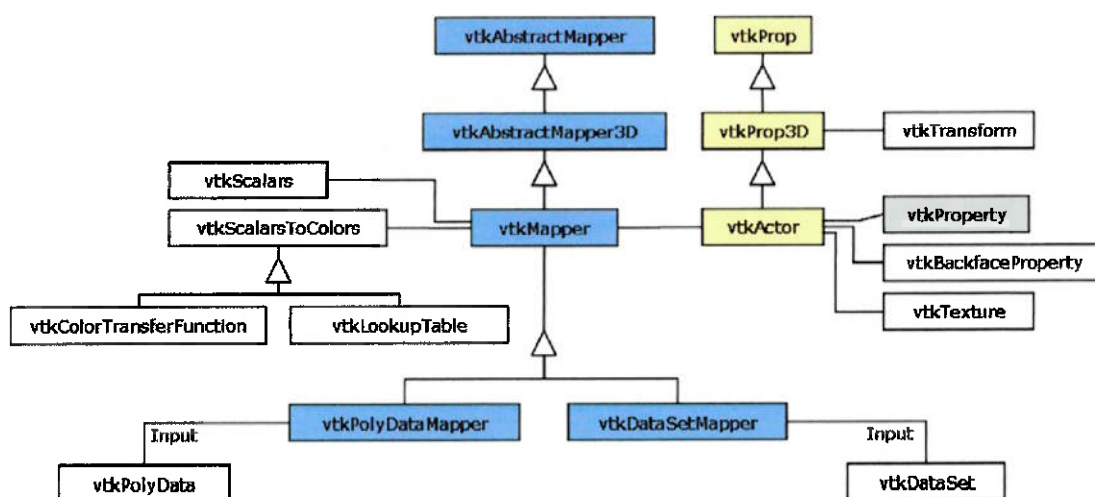 vtkAbstractMapper
vtkProp
vtkAbstractMapper3D
vtkProp3D
vtkTransform
vtkScalars
vtkScalarsToColors
vtkMapper
vtkActor
vtkProperty
vtkBackfaceProperty
vtkTexture
vtkColorTransferFunction
vtkLookupTable
vtkPolyDataMapper
vtkDataSetMapper
Input
Input
vtkPolyData
vtkDataSet